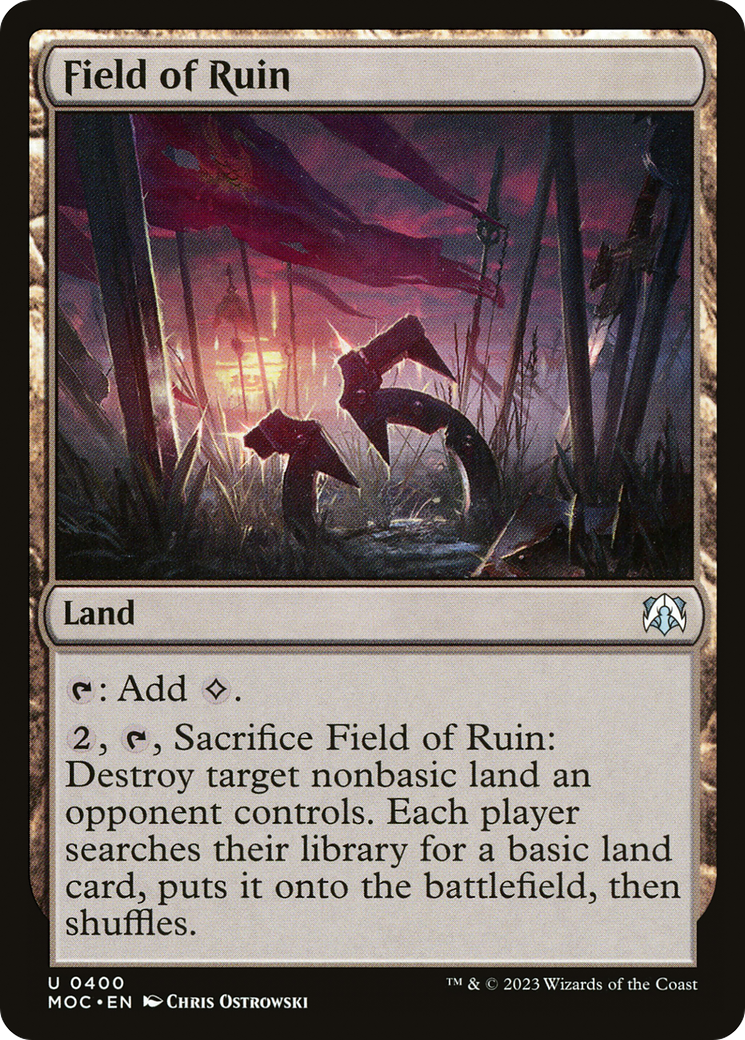 Field of Ruin
Land
: Add .
2, , Sacrifice Field of Ruin:
Destroy target nonbasic land an
opponent controls. Each player
searches their library for a basic land
card, puts it onto the battlefield, then
shuffles.
U 0400
MOC • EN Chris Ostrowski
™ & © 2023 Wizards of the Coast